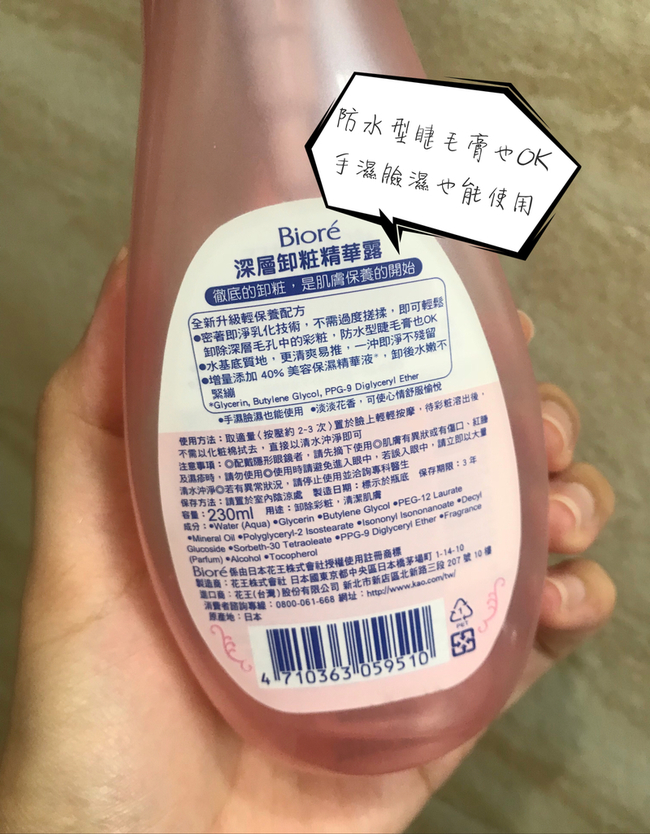 防水型睫毛膏也OK
手濕臉濕也能使用
Bioré
深層卸粧精華露
徹底的卸粧，是肌膚保養的開始
全新升級輕保養配方
●密著即淨乳化技術，不需過度搓揉，即可輕鬆
卸除深層毛孔中的彩粧，防水型睫毛膏也OK
●水基底質地，更清爽易推，一沖即淨不殘留
●增量添加 40% 美容保濕精華液*，卸後水嫩不
緊繃
*Glycerin, Butylene Glycol, PPG-9 Diglyceryl Ether
●手濕臉濕也能使用 ●淡淡花香，可使心情舒服愉悅
使用方法：取適量（按壓約 2-3 次）置於臉上輕輕按摩，待彩粧溶出後，
不需以化粧棉拭去，直接以清水沖淨即可
注意事項：◎配戴隱形眼鏡者，請先摘下使用◎肌膚有異狀或有傷口、紅腫
及濕疹時，請勿使用◎使用時請避免進入眼中，若誤入眼中，請立即以大量
清水沖淨◎若有異常狀況，請停止使用並洽詢專科醫生 保存期限：3 年
保存方法：請置於室內陰涼處 製造日期：標示於瓶底
容量：230ml 用途：卸除彩粧，清潔肌膚
成分：●Water (Aqua) ●Glycerin ●Butylene Glycol ●PEG-12 Laurate
●Mineral Oil ●Polyglyceryl-2 Isostearate ●Isononyl Isononanoate ●Decyl
Glucoside ●Sorbeth-30 Tetraoleate ●PPG-9 Diglyceryl Ether ●Fragrance
(Parfum) ●Alcohol ●Tocopherol
Bioré 係由日本花王株式會社授權使用註冊商標
製造商：花王株式會社 日本國東京都中央區日本橋茅場町 1-14-10
進口商：花王(台灣)股份有限公司 新北市新店區北新路三段 207 號 10 樓
消費者諮詢專線：0800-061-668 網址：http://www.kao.com/tw/
原產地：日本
PET
4 710363 059510